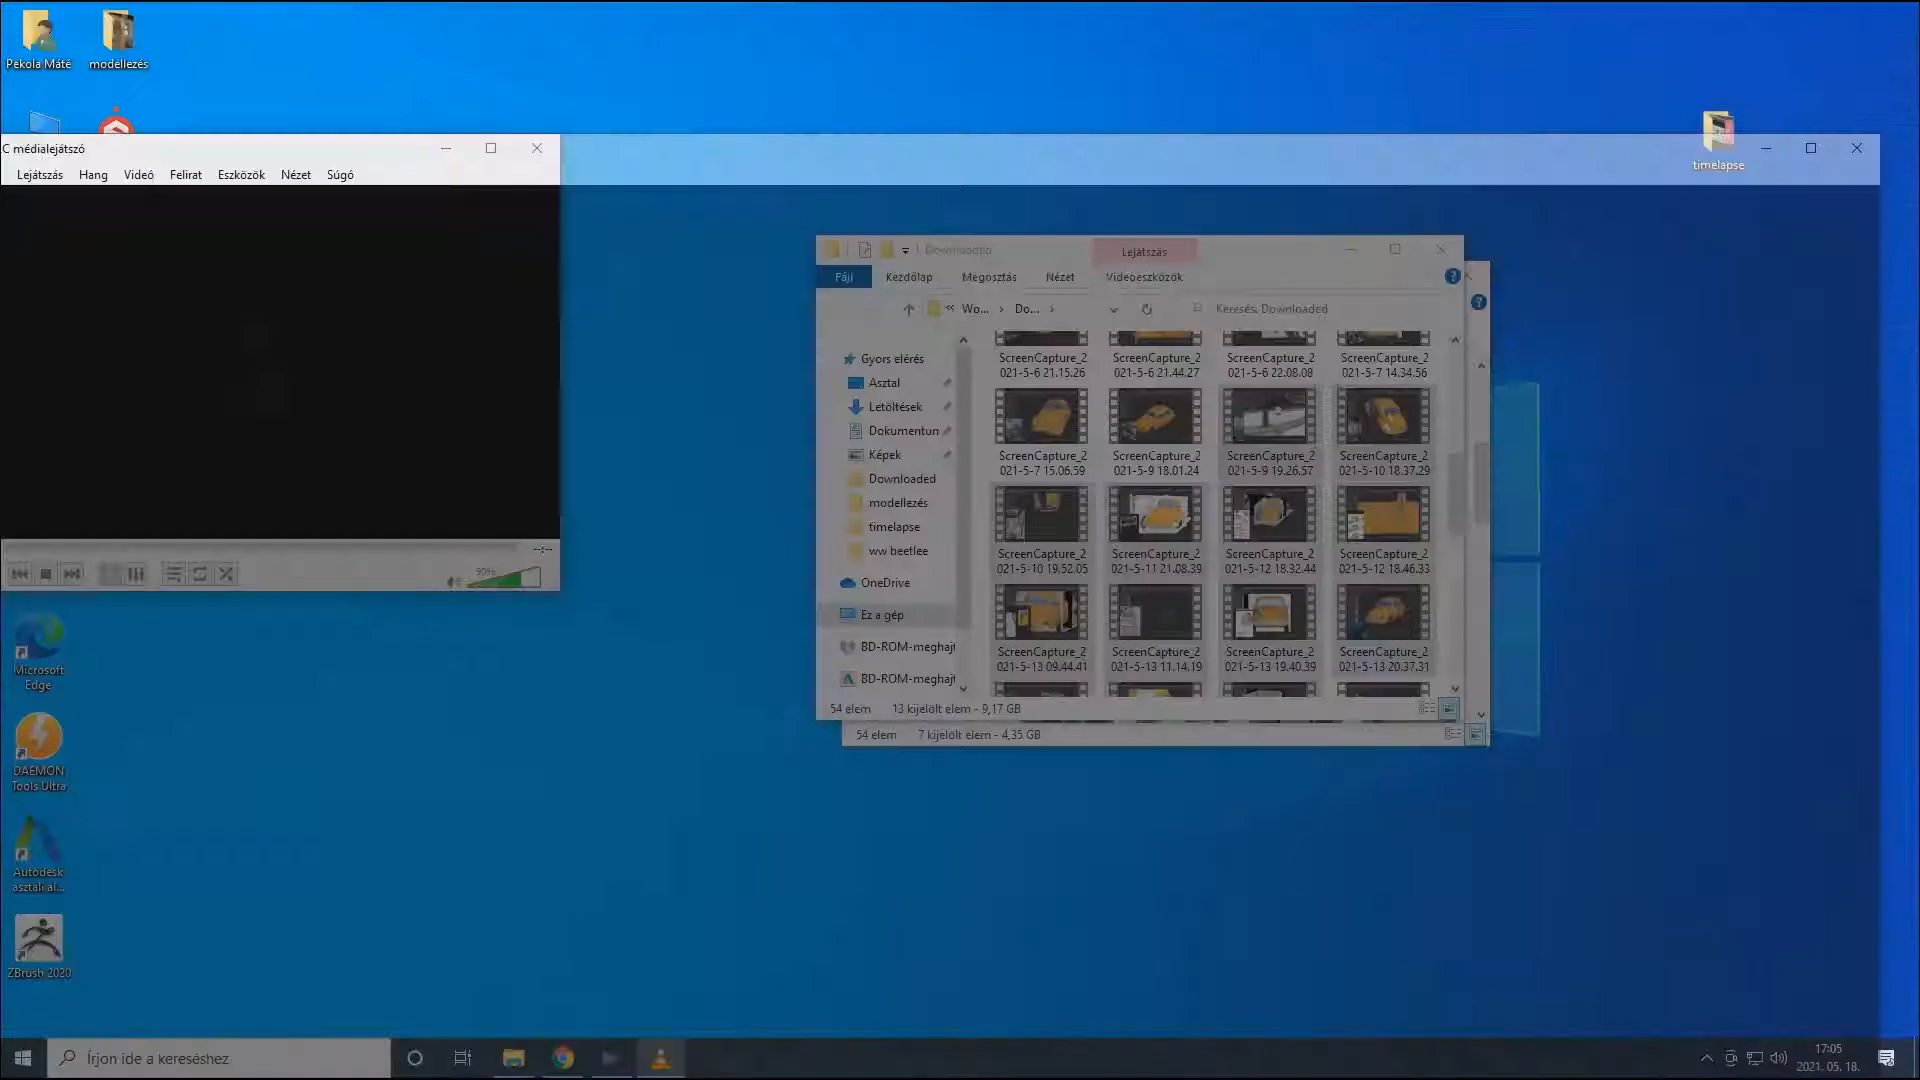 Pekola Máté
modellezés
timelapse
C médialejátszó
Lejátszás Hang Videó Felirat Eszközök Nézet Súgó
--:--
90%
Downloaded
Lejátszás
Fájl Kezdőlap Megosztás Nézet Videoeszközök
« Wo... › Do... ›
Keresés: Downloaded
Gyors elérés
Asztal
Letöltések
Dokumentun
Képek
Downloaded
modellezés
timelapse
ww beetlee
OneDrive
Ez a gép
BD-ROM-meghajt
BD-ROM-meghajt
ScreenCapture_2 ScreenCapture_2 ScreenCapture_2 ScreenCapture_2
021-5-6 21.15.26 021-5-6 21.44.27 021-5-6 22.08.08 021-5-7 14.34.56
ScreenCapture_2 ScreenCapture_2 ScreenCapture_2 ScreenCapture_2
021-5-7 15.06.59 021-5-9 18.01.24 021-5-9 19.26.57 021-5-10 18.37.29
ScreenCapture_2 ScreenCapture_2 ScreenCapture_2 ScreenCapture_2
021-5-10 19.52.05 021-5-11 21.08.39 021-5-12 18.32.44 021-5-12 18.46.33
ScreenCapture_2 ScreenCapture_2 ScreenCapture_2 ScreenCapture_2
021-5-13 09.44.41 021-5-13 11.14.19 021-5-13 19.40.39 021-5-13 20.37.31
54 elem 13 kijelölt elem - 9,17 GB
54 elem 7 kijelölt elem - 4,35 GB
Microsoft
Edge
DAEMON
Tools Ultra
Autodesk
asztali al...
ZBrush 2020
Írjon ide a kereséshez
17:05
2021. 05. 18.